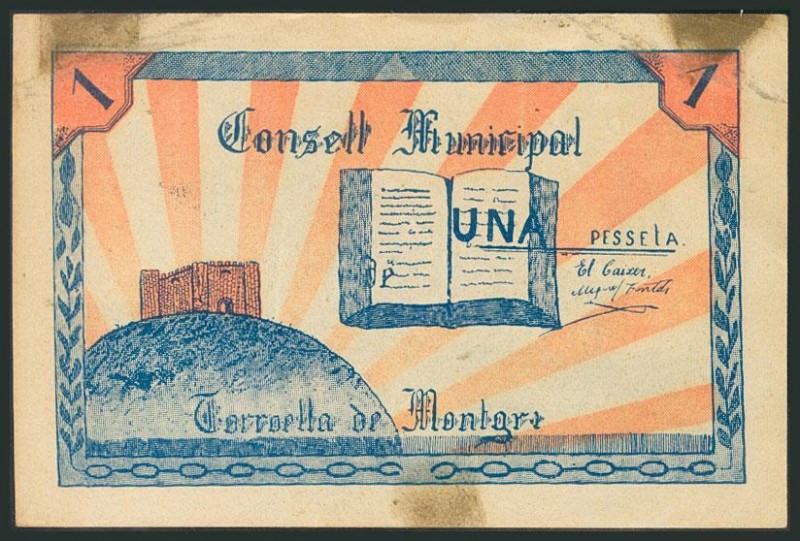 1 1
Consell Municipal
UNA PESSETA.
El Caixer,
Torroella de Montgrí